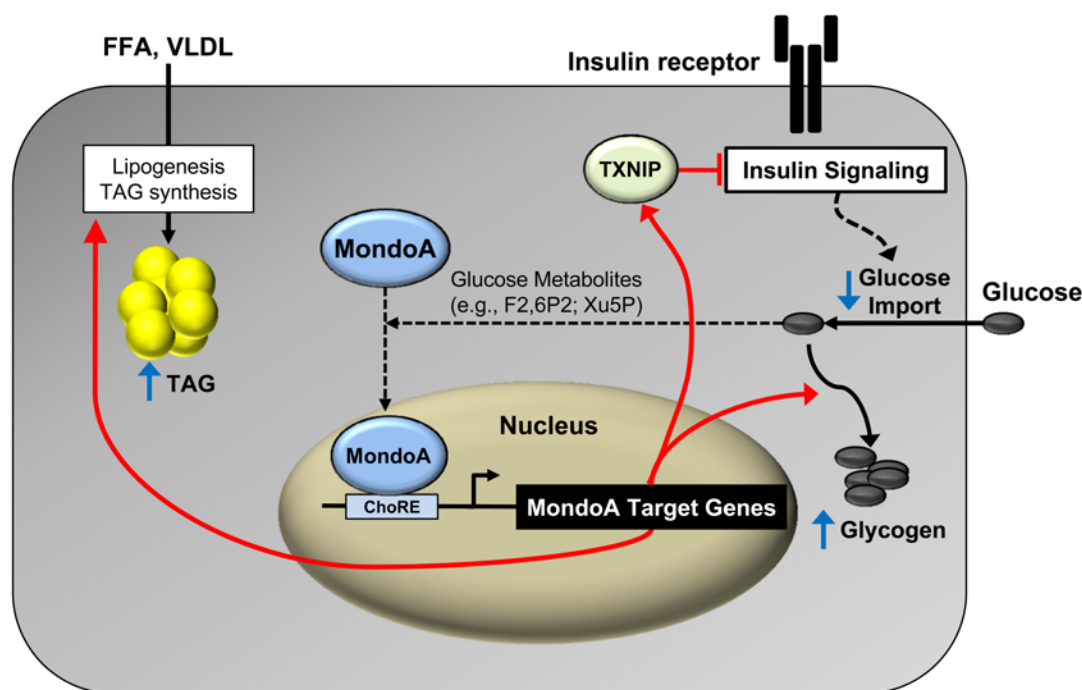 FFA, VLDL
Insulin receptor
Lipogenesis
TAG synthesis
TXNIP
Insulin Signaling
MondoA
Glucose Metabolites
(e.g., F2,6P2; Xu5P)
Glucose
Import
Glucose
TAG
Nucleus
MondoA
ChoRE
MondoA Target Genes
Glycogen